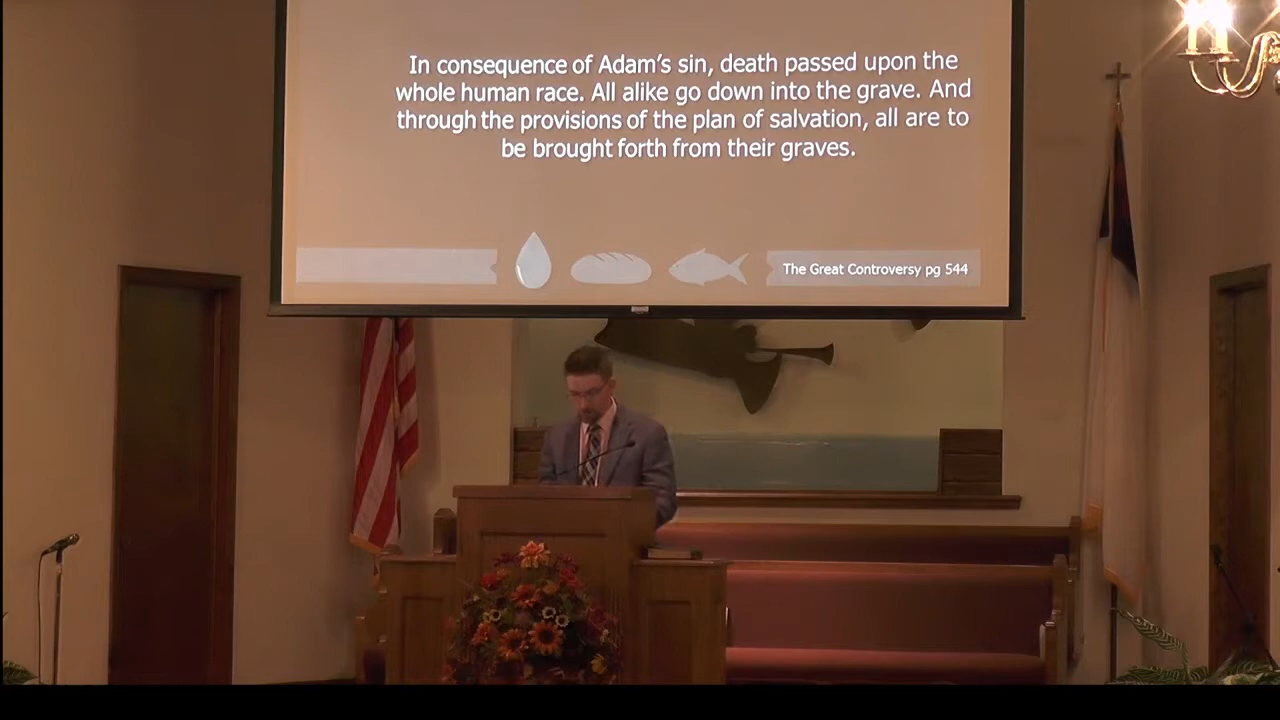 In consequence of Adam's sin, death passed upon the
whole human race. All alike go down into the grave. And
through the provisions of the plan of salvation, all are to
be brought forth from their graves.
The Great Controversy pg 544